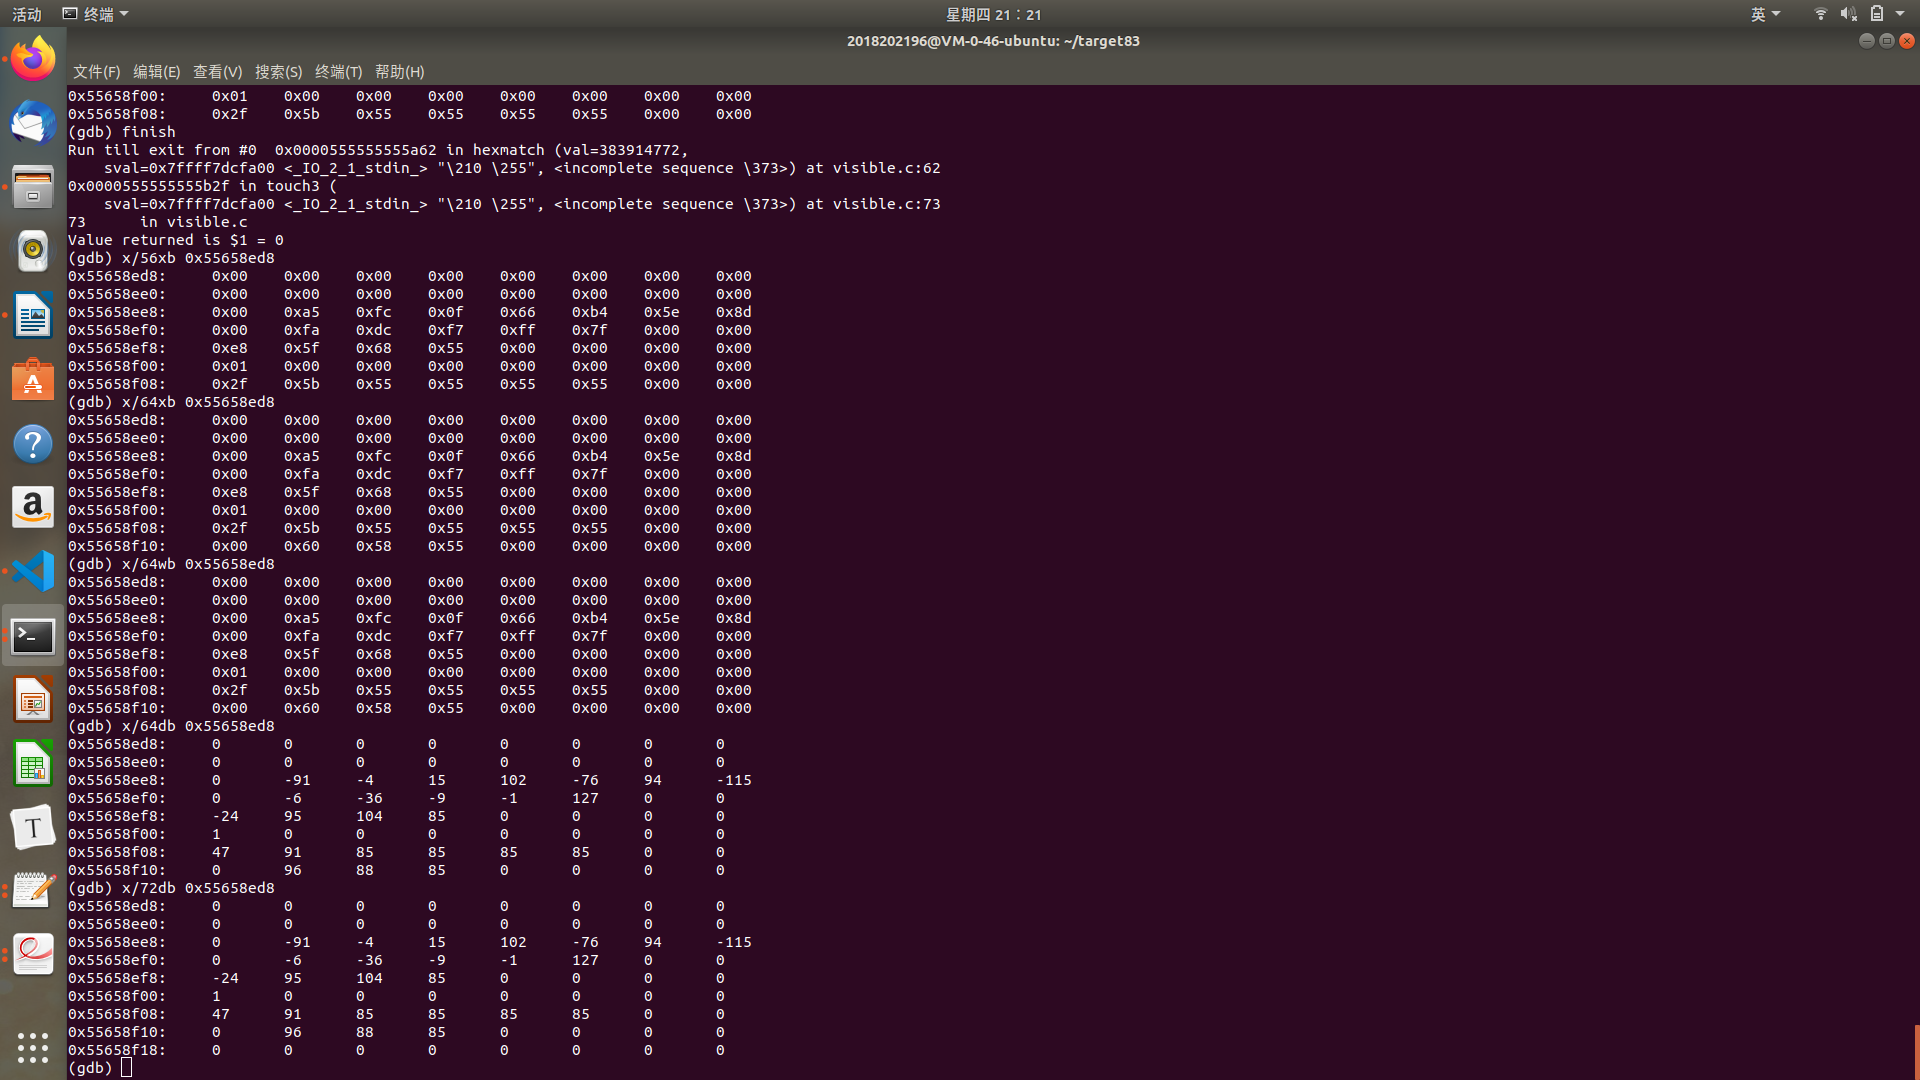 活动 终端 星期四 21：21 英
2018202196@VM-0-46-ubuntu: ~/target83
文件(F) 编辑(E) 查看(V) 搜索(S) 终端(T) 帮助(H)
0x55658f00: 0x01 0x00 0x00 0x00 0x00 0x00 0x00 0x00
0x55658f08: 0x2f 0x5b 0x55 0x55 0x55 0x55 0x00 0x00
(gdb) finish
Run till exit from #0 0x0000555555555a62 in hexmatch (val=383914772,
sval=0x7ffff7dcfa00 <_IO_2_1_stdin_> "\210 \255", <incomplete sequence \373>) at visible.c:62
0x0000555555555b2f in touch3 (
sval=0x7ffff7dcfa00 <_IO_2_1_stdin_> "\210 \255", <incomplete sequence \373>) at visible.c:73
73 in visible.c
Value returned is $1 = 0
(gdb) x/56xb 0x55658ed8
0x55658ed8: 0x00 0x00 0x00 0x00 0x00 0x00 0x00 0x00
0x55658ee0: 0x00 0x00 0x00 0x00 0x00 0x00 0x00 0x00
0x55658ee8: 0x00 0xa5 0xfc 0x0f 0x66 0xb4 0x5e 0x8d
0x55658ef0: 0x00 0xfa 0xdc 0xf7 0xff 0x7f 0x00 0x00
0x55658ef8: 0xe8 0x5f 0x68 0x55 0x00 0x00 0x00 0x00
0x55658f00: 0x01 0x00 0x00 0x00 0x00 0x00 0x00 0x00
0x55658f08: 0x2f 0x5b 0x55 0x55 0x55 0x55 0x00 0x00
(gdb) x/64xb 0x55658ed8
0x55658ed8: 0x00 0x00 0x00 0x00 0x00 0x00 0x00 0x00
0x55658ee0: 0x00 0x00 0x00 0x00 0x00 0x00 0x00 0x00
0x55658ee8: 0x00 0xa5 0xfc 0x0f 0x66 0xb4 0x5e 0x8d
0x55658ef0: 0x00 0xfa 0xdc 0xf7 0xff 0x7f 0x00 0x00
0x55658ef8: 0xe8 0x5f 0x68 0x55 0x00 0x00 0x00 0x00
0x55658f00: 0x01 0x00 0x00 0x00 0x00 0x00 0x00 0x00
0x55658f08: 0x2f 0x5b 0x55 0x55 0x55 0x55 0x00 0x00
0x55658f10: 0x00 0x60 0x58 0x55 0x00 0x00 0x00 0x00
(gdb) x/64wb 0x55658ed8
0x55658ed8: 0x00 0x00 0x00 0x00 0x00 0x00 0x00 0x00
0x55658ee0: 0x00 0x00 0x00 0x00 0x00 0x00 0x00 0x00
0x55658ee8: 0x00 0xa5 0xfc 0x0f 0x66 0xb4 0x5e 0x8d
0x55658ef0: 0x00 0xfa 0xdc 0xf7 0xff 0x7f 0x00 0x00
0x55658ef8: 0xe8 0x5f 0x68 0x55 0x00 0x00 0x00 0x00
0x55658f00: 0x01 0x00 0x00 0x00 0x00 0x00 0x00 0x00
0x55658f08: 0x2f 0x5b 0x55 0x55 0x55 0x55 0x00 0x00
0x55658f10: 0x00 0x60 0x58 0x55 0x00 0x00 0x00 0x00
(gdb) x/64db 0x55658ed8
0x55658ed8: 0 0 0 0 0 0 0 0
0x55658ee0: 0 0 0 0 0 0 0 0
0x55658ee8: 0 -91 -4 15 102 -76 94 -115
0x55658ef0: 0 -6 -36 -9 -1 127 0 0
0x55658ef8: -24 95 104 85 0 0 0 0
0x55658f00: 1 0 0 0 0 0 0 0
0x55658f08: 47 91 85 85 85 85 0 0
0x55658f10: 0 96 88 85 0 0 0 0
(gdb) x/72db 0x55658ed8
0x55658ed8: 0 0 0 0 0 0 0 0
0x55658ee0: 0 0 0 0 0 0 0 0
0x55658ee8: 0 -91 -4 15 102 -76 94 -115
0x55658ef0: 0 -6 -36 -9 -1 127 0 0
0x55658ef8: -24 95 104 85 0 0 0 0
0x55658f00: 1 0 0 0 0 0 0 0
0x55658f08: 47 91 85 85 85 85 0 0
0x55658f10: 0 96 88 85 0 0 0 0
0x55658f18: 0 0 0 0 0 0 0 0
(gdb)